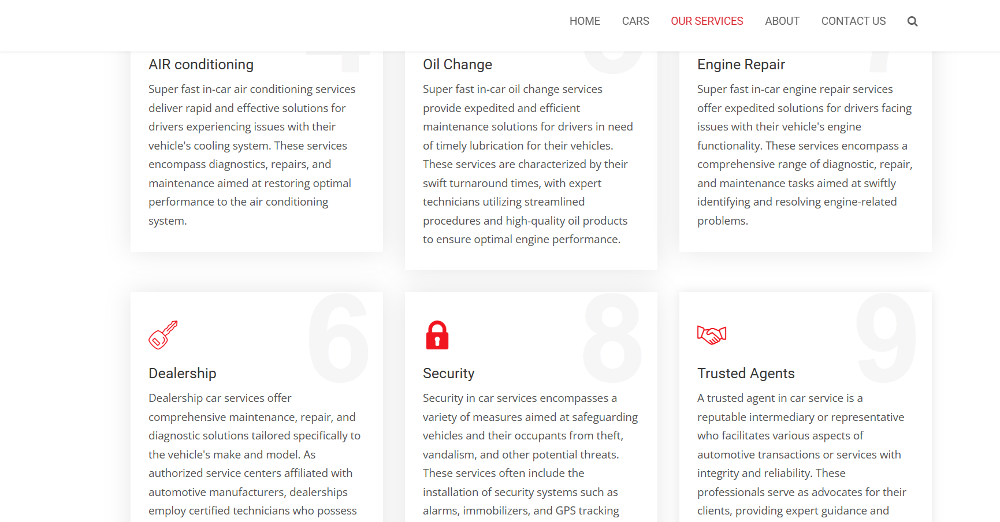 HOME CARS OUR SERVICES ABOUT CONTACT US
AIR conditioning
Super fast in-car air conditioning services
deliver rapid and effective solutions for
drivers experiencing issues with their
vehicle's cooling system. These services
encompass diagnostics, repairs, and
maintenance aimed at restoring optimal
performance to the air conditioning
system.
Oil Change
Super fast in-car oil change services
provide expedited and efficient
maintenance solutions for drivers in need
of timely lubrication for their vehicles.
These services are characterized by their
swift turnaround times, with expert
technicians utilizing streamlined
procedures and high-quality oil products
to ensure optimal engine performance.
Engine Repair
Super fast in-car engine repair services
offer expedited solutions for drivers facing
issues with their vehicle's engine
functionality. These services encompass a
comprehensive range of diagnostic, repair,
and maintenance tasks aimed at swiftly
identifying and resolving engine-related
problems.
6
Dealership
Dealership car services offer
comprehensive maintenance, repair, and
diagnostic solutions tailored specifically to
the vehicle's make and model. As
authorized service centers affiliated with
automotive manufacturers, dealerships
employ certified technicians who possess
8
Security
Security in car services encompasses a
variety of measures aimed at safeguarding
vehicles and their occupants from theft,
vandalism, and other potential threats.
These services often include the
installation of security systems such as
alarms, immobilizers, and GPS tracking
9
Trusted Agents
A trusted agent in car service is a
reputable intermediary or representative
who facilitates various aspects of
automotive transactions or services with
integrity and reliability. These
professionals serve as advocates for their
clients, providing expert guidance and